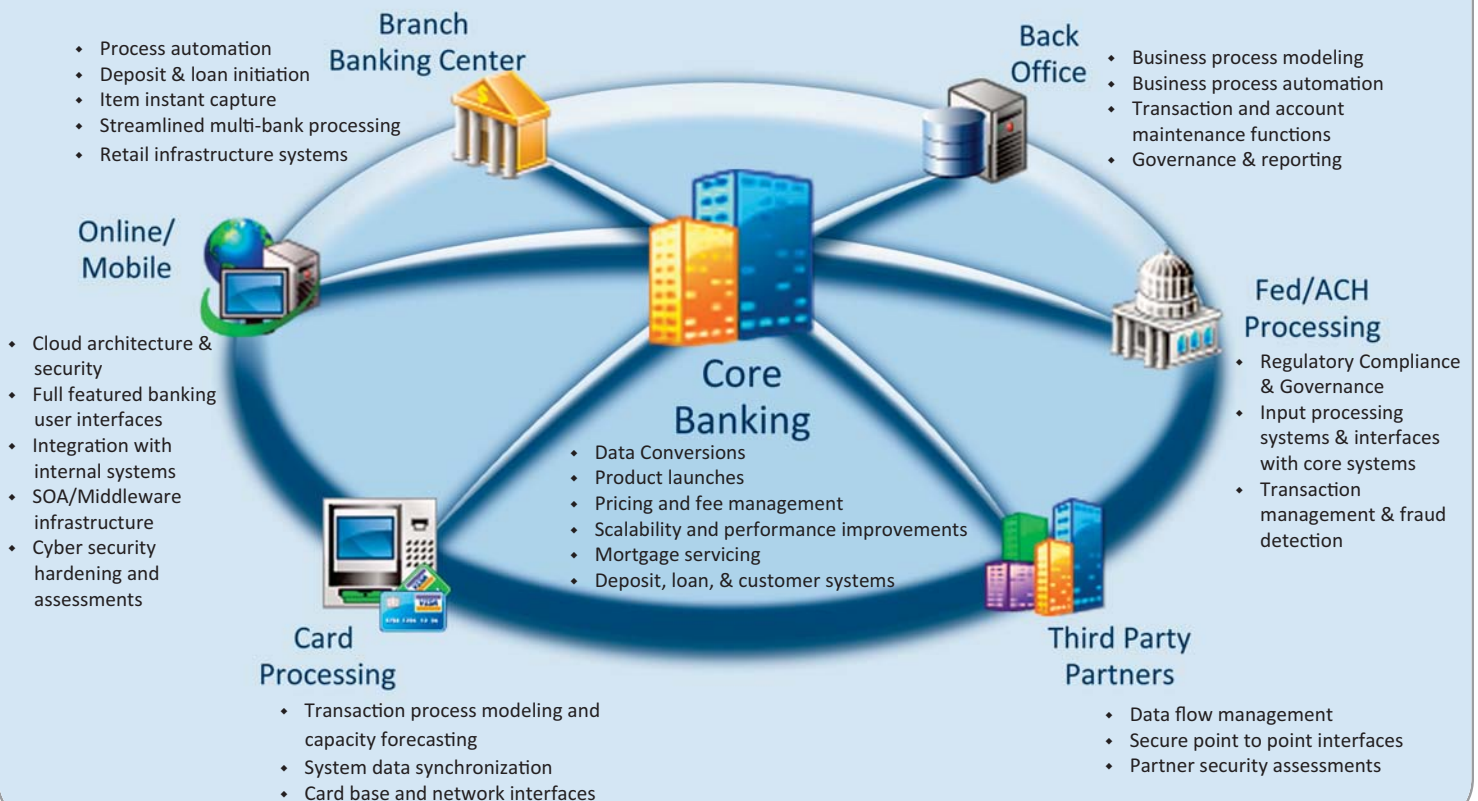 Branch
Banking Center
◆ Process automation
◆ Deposit & loan initiation
◆ Item instant capture
◆ Streamlined multi-bank processing
◆ Retail infrastructure systems
Back
Office
◆ Business process modeling
◆ Business process automation
◆ Transaction and account
maintenance functions
◆ Governance & reporting
Online/
Mobile
◆ Cloud architecture &
security
◆ Full featured banking
user interfaces
◆ Integration with
internal systems
◆ SOA/Middleware
infrastructure
◆ Cyber security
hardening and
assessments
Core
Banking
◆ Data Conversions
◆ Product launches
◆ Pricing and fee management
◆ Scalability and performance improvements
◆ Mortgage servicing
◆ Deposit, loan, & customer systems
Fed/ACH
Processing
◆ Regulatory Compliance
& Governance
◆ Input processing
systems & interfaces
with core systems
◆ Transaction
management & fraud
detection
VISA
VISA
Card
Processing
◆ Transaction process modeling and
capacity forecasting
◆ System data synchronization
◆ Card base and network interfaces
Third Party
Partners
◆ Data flow management
◆ Secure point to point interfaces
◆ Partner security assessments